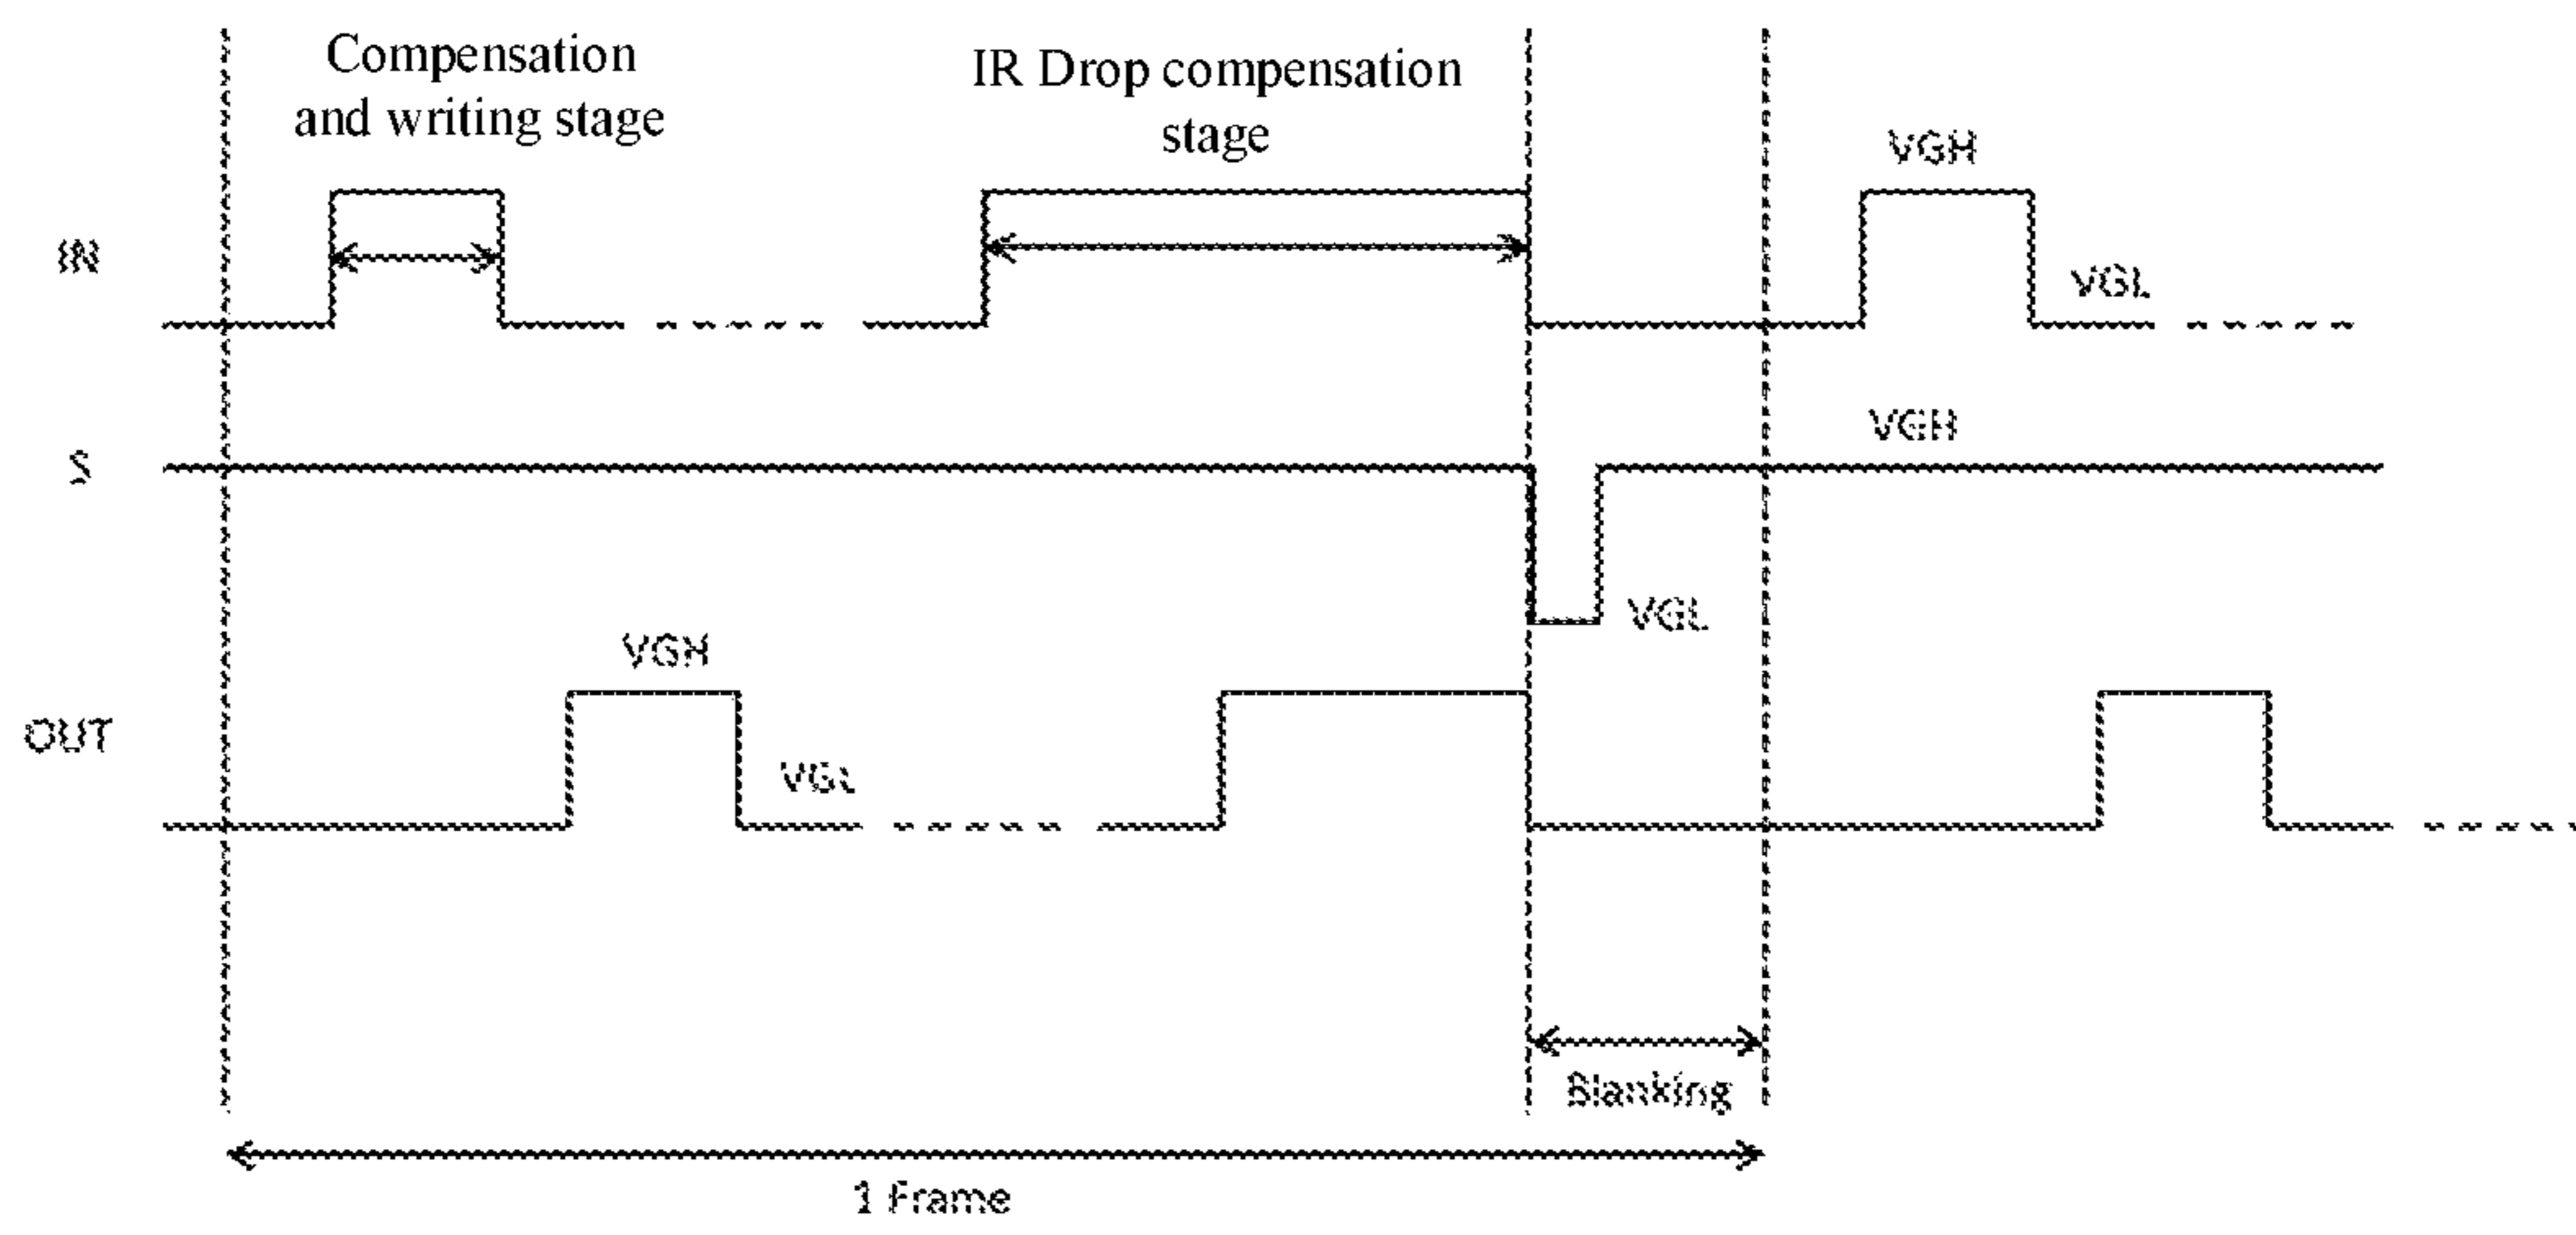 Compensation
and writing stage
IR Drop compensation
stage
VGH
IN
VGL
VGH
S
VGL
VGH
OUT
VGL
Blanking
1 Frame